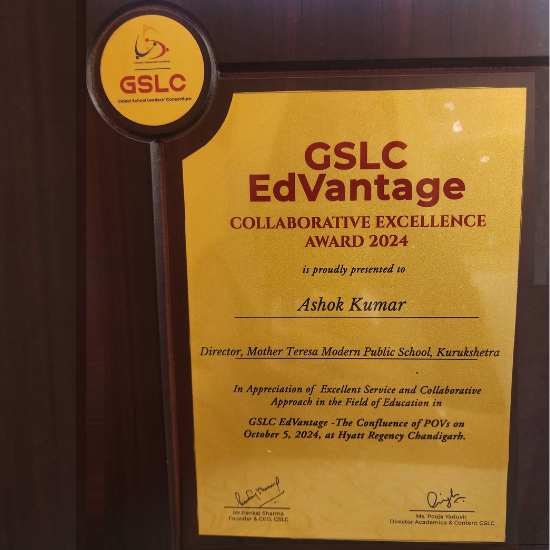 GSLC
Global School Leaders' Consortium
GSLC
EdVantage
COLLABORATIVE EXCELLENCE
AWARD 2024
is proudly presented to
Ashok Kumar
Director, Mother Teresa Modern Public School, Kurukshetra
In Appreciation of Excellent Service and Collaborative
Approach in the Field of Education in
GSLC EdVantage -The Confluence of POVs on
October 5, 2024, at Hyatt Regency Chandigarh.
Mr.Pankaj Sharma
Founder & CEO, GSLC
Ms. Pooja Yaduvir
Director Academics & Content GSLC